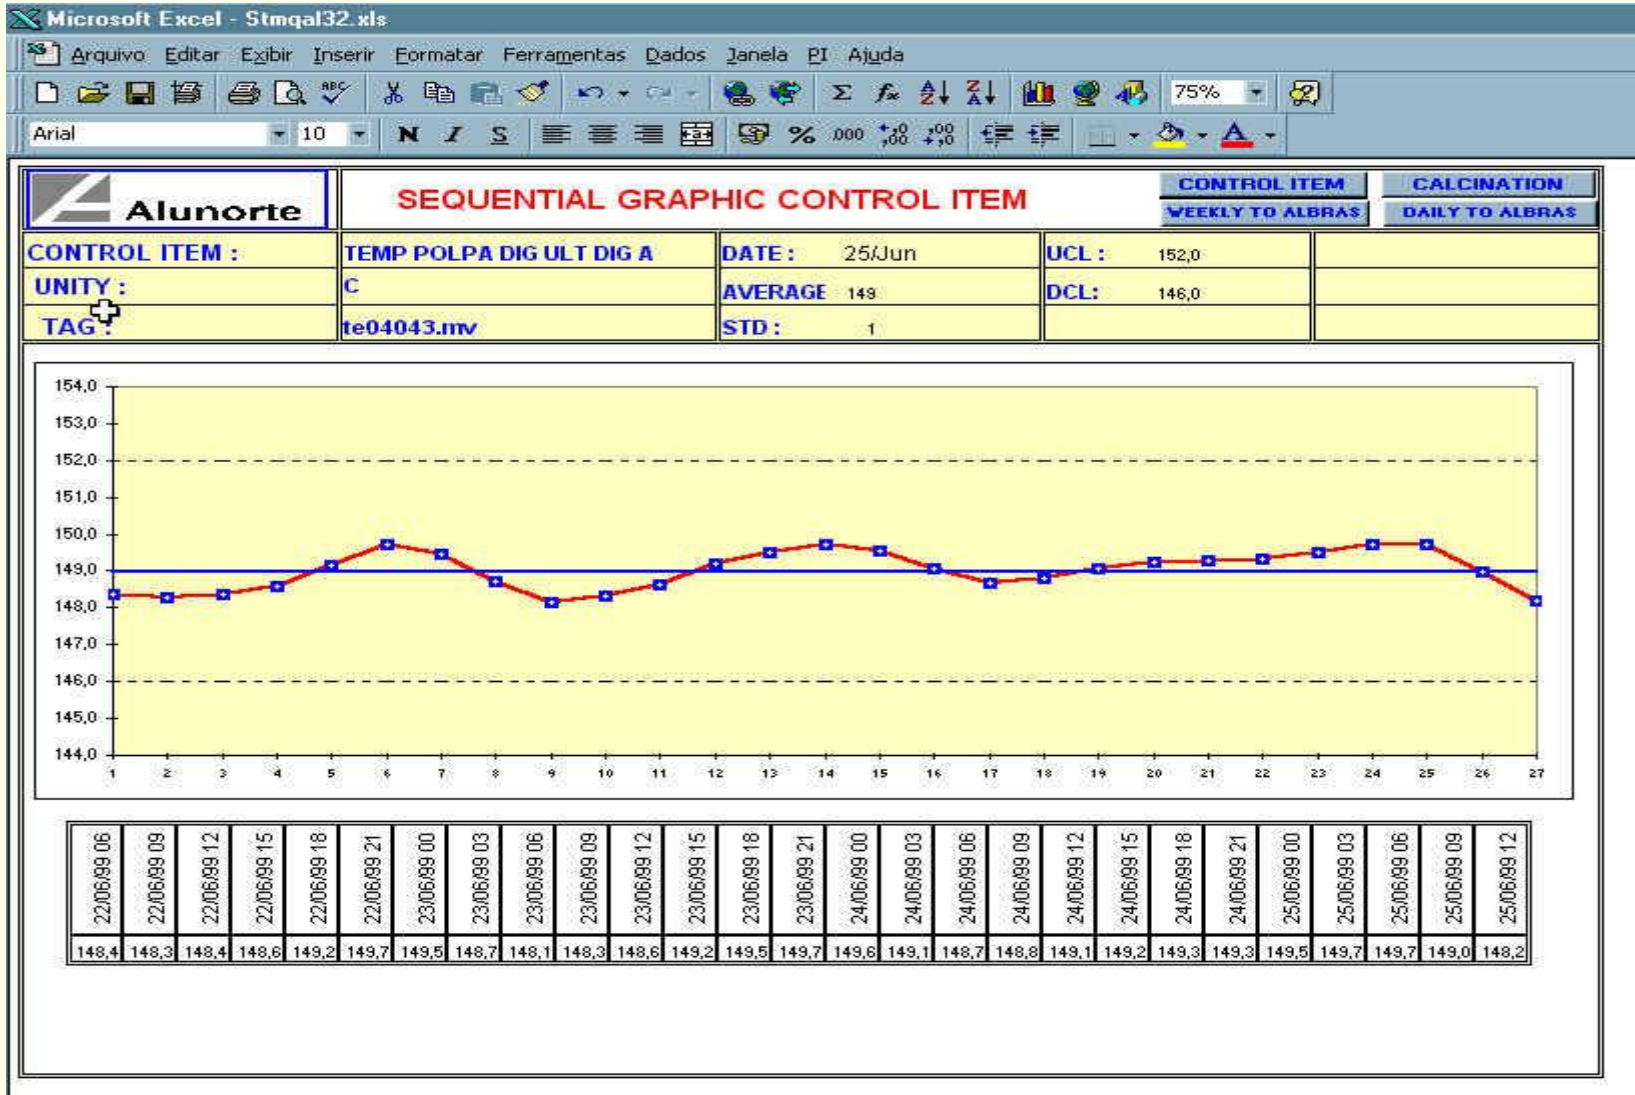 Microsoft Excel - Stmqal32.xls
Arquivo Editar Exibir Inserir Formatar Ferramentas Dados Janela PI Ajuda
75%
Arial 10 N I S % 000
Alunorte
SEQUENTIAL GRAPHIC CONTROL ITEM
CONTROL ITEM CALCINATION
WEEKLY TO ALBRAS DAILY TO ALBRAS
CONTROL ITEM : TEMP POLPA DIG ULT DIG A DATE : 25/Jun UCL : 152,0
UNITY : C AVERAGE 149 DCL: 146,0
TAG : te04043.mv STD : 1
154,0
153,0
152,0
151,0
150,0
149,0
148,0
147,0
146,0
145,0
144,0
1 2 3 4 5 6 7 8 9 10 11 12 13 14 15 16 17 18 19 20 21 22 23 24 25 26 27
22/06/99 06 22/06/99 09 22/06/99 12 22/06/99 15 22/06/99 18 22/06/99 21 23/06/99 00 23/06/99 03 23/06/99 06 23/06/99 09 23/06/99 12 23/06/99 15 23/06/99 18 23/06/99 21 24/06/99 00 24/06/99 03 24/06/99 06 24/06/99 09 24/06/99 12 24/06/99 15 24/06/99 18 24/06/99 21 25/06/99 00 25/06/99 03 25/06/99 06 25/06/99 09 25/06/99 12
148,4 148,3 148,4 148,6 149,2 149,7 149,5 148,7 148,1 148,3 148,6 149,2 149,5 149,7 149,6 149,1 148,7 148,8 149,1 149,2 149,3 149,3 149,5 149,7 149,7 149,0 148,2